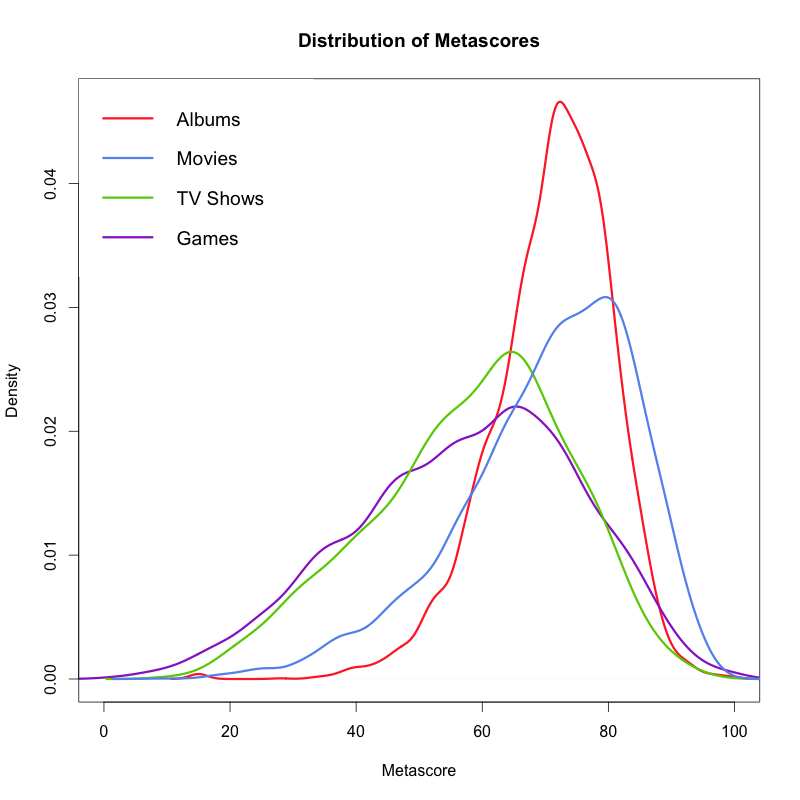 Distribution of Metascores
Albums
Movies
TV Shows
Games
Density
0.00
0.01
0.02
0.03
0.04
0 20 40 60 80 100
Metascore